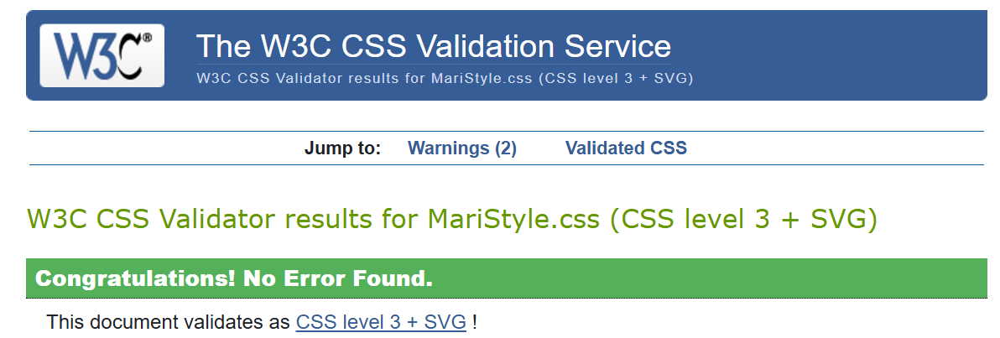 W3C®
The W3C CSS Validation Service
W3C CSS Validator results for MariStyle.css (CSS level 3 + SVG)
Jump to: Warnings (2) Validated CSS
W3C CSS Validator results for MariStyle.css (CSS level 3 + SVG)
Congratulations! No Error Found.
This document validates as CSS level 3 + SVG !